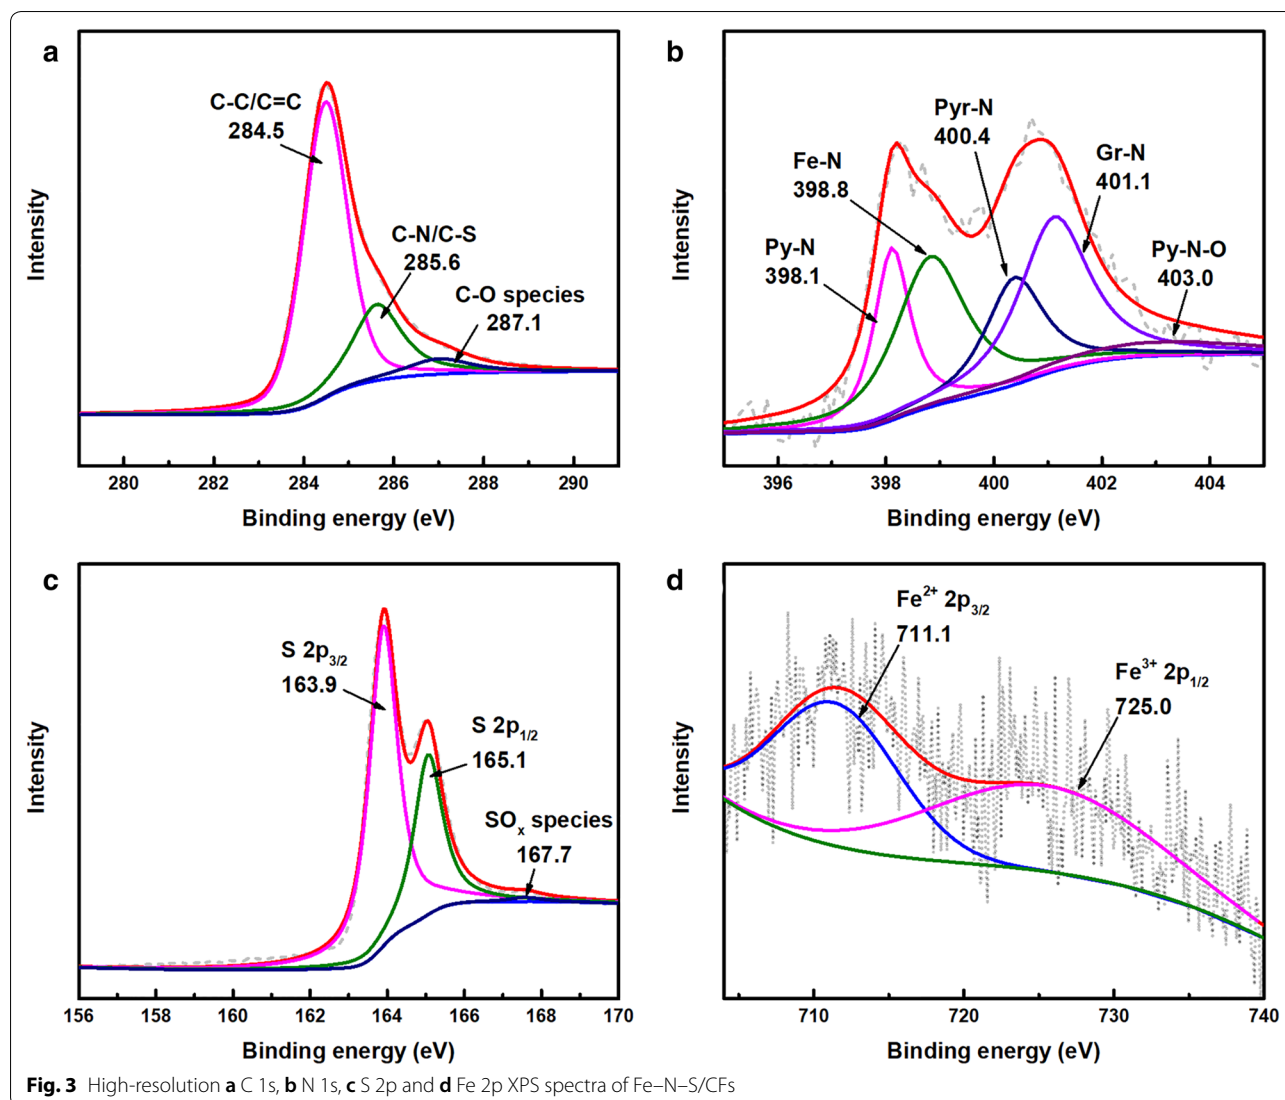 a
C-C/C=C
284.5
C-N/C-S
285.6
C-O species
287.1
Intensity
280 282 284 286 288 290
Binding energy (eV)
b
Pyr-N
400.4
Fe-N
398.8
Gr-N
401.1
Py-N
398.1
Py-N-O
403.0
Intensity
396 398 400 402 404
Binding energy (eV)
c
S 2p3/2
163.9
S 2p1/2
165.1
SOx species
167.7
Intensity
156 158 160 162 164 166 168 170
Binding energy (eV)
d
Fe2+ 2p3/2
711.1
Fe3+ 2p1/2
725.0
Intensity
710 720 730 740
Binding energy (eV)
Fig. 3 High-resolution a C 1s, b N 1s, c S 2p and d Fe 2p XPS spectra of Fe–N–S/CFs